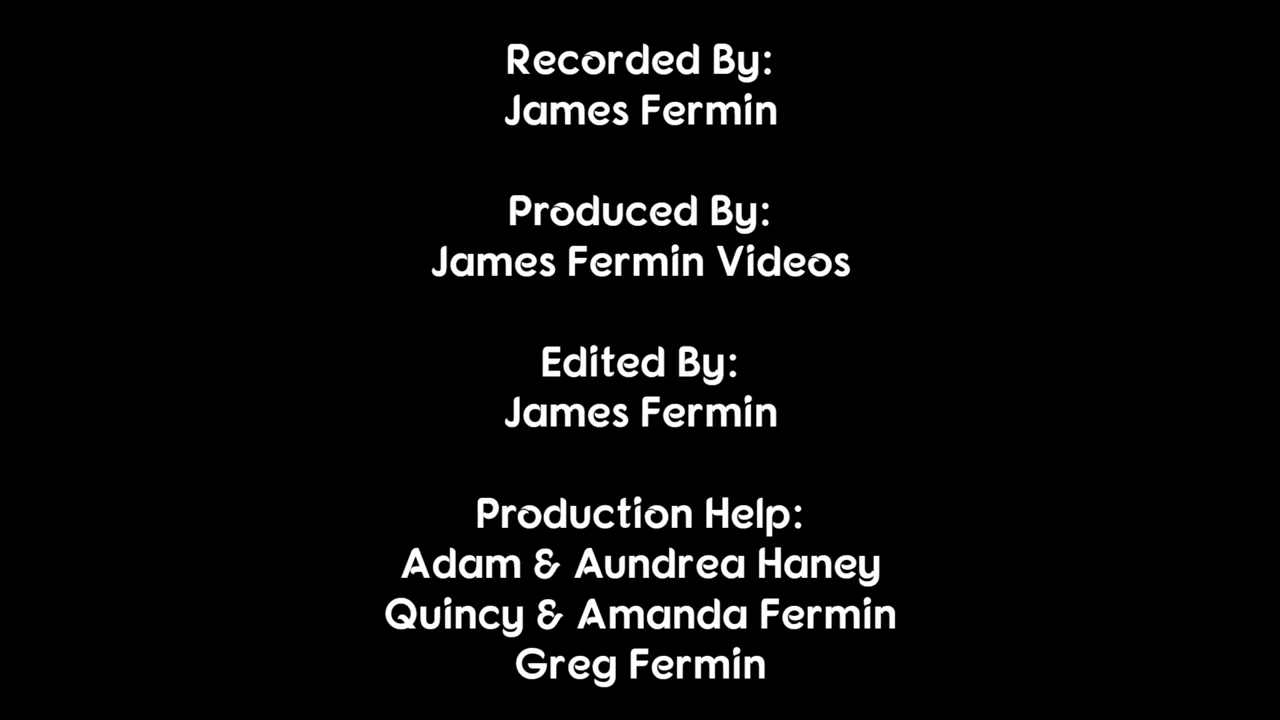 Recorded By:
James Fermin
Produced By:
James Fermin Videos
Edited By:
James Fermin
Production Help:
Adam & Aundrea Haney
Quincy & Amanda Fermin
Greg Fermin